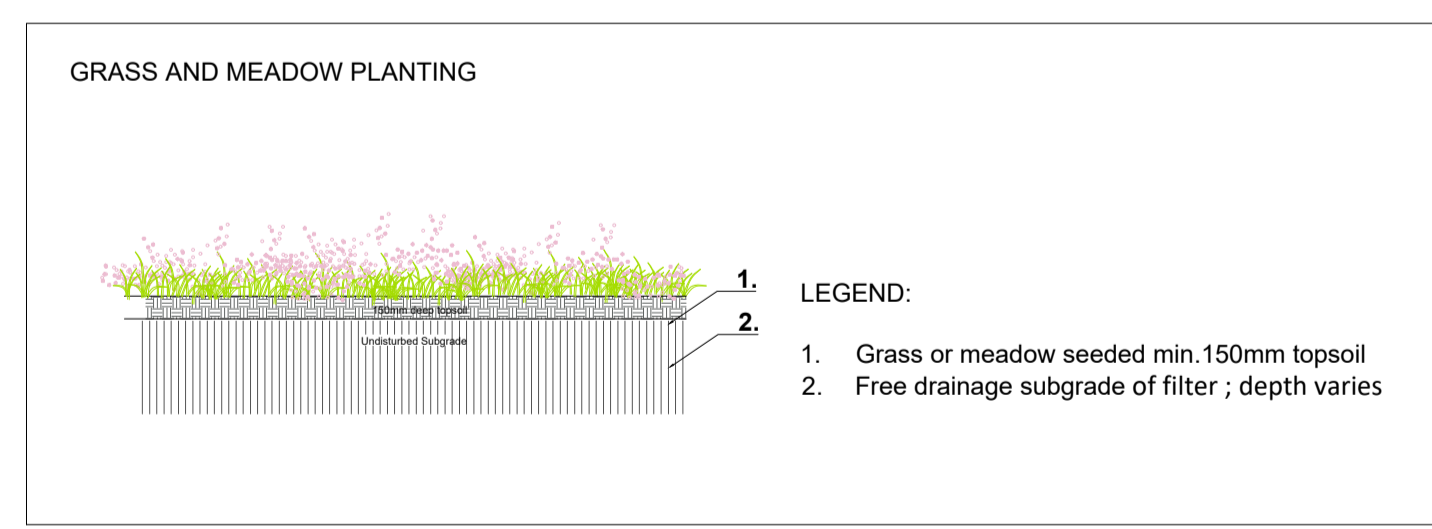 GRASS AND MEADOW PLANTING
1.
150mm deep topsoil
2.
Undisturbed Subgrade
LEGEND:
1. Grass or meadow seeded min.150mm topsoil
2. Free drainage subgrade of filter ; depth varies